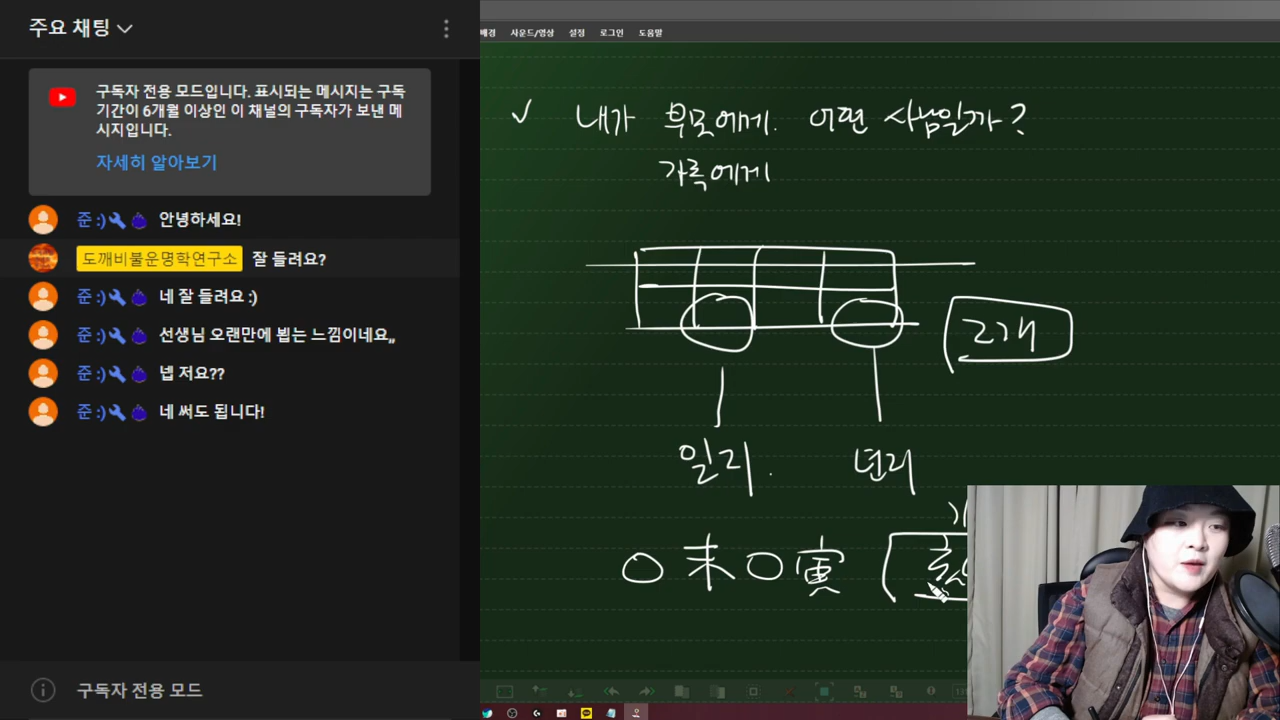 주요 채팅
구독자 전용 모드입니다. 표시되는 메시지는 구독
기간이 6개월 이상인 이 채널의 구독자가 보낸 메
시지입니다.
자세히 알아보기
준 :) 안녕하세요!
도깨비불운명학연구소 잘 들려요?
준 :) 네 잘 들려요 :)
준 :) 선생님 오랜만에 뵙는 느낌이네요,,
준 :) 넵 저요??
준 :) 네 써도 됩니다!
구독자 전용 모드
배경 사운드/영상 설정 로그인 도움말
내가 부모에게. 어떤 사람일까?
가족에게
2개
일지. 년지
○未○寅